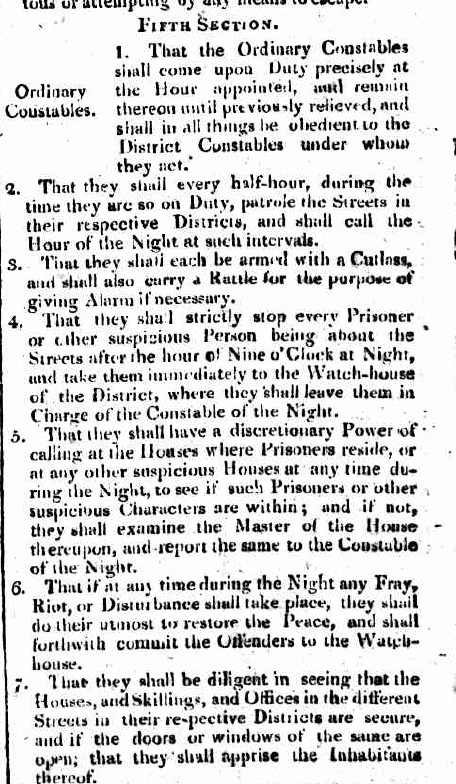 tous or attempting by any means to escape.
FIFTH SECTION.
1. That the Ordinary Constables
shall come upon Duty precisely at
Ordinary the Hour appointed, and remain
Constables. thereon until previously relieved, and
shall in all things be obedient to the
District Constables under whom
they act.
2. That they shall every half-hour, during the
time they are so on Duty, patrole the Streets in
their respective Districts, and shall call the
Hour of the Night at such intervals.
3. That they shall each be armed with a Cutlass,
and shall also carry a Rattle for the purpose of
giving Alarm if necessary.
4. That they shall strictly stop every Prisoner
or other suspicious Person being about the
Streets after the hour of Nine o'Clock at Night,
and take them immediately to the Watch-house
of the District, where they shall leave them in
Charge of the Constable of the Night.
5. That they shall have a discretionary Power of
calling at the Houses where Prisoners reside, or
at any other suspicious Houses at any time du-
ring the Night, to see if such Prisoners or other
suspicious Characters are within; and if not,
they shall examine the Master of the House
thereupon, and report the same to the Constable
of the Night.
6. That if at any time during the Night any Fray,
Riot, or Disturbance shall take place, they shall
do their utmost to restore the Peace, and shall
forthwith commit the Offenders to the Watch-
house.
7. That they shall be diligent in seeing that the
Houses, and Skillings, and Offices in the different
Streets in their respective Districts are secure,
and if the doors or windows of the same are
open; that they shall apprise the Inhabitants
thereof.